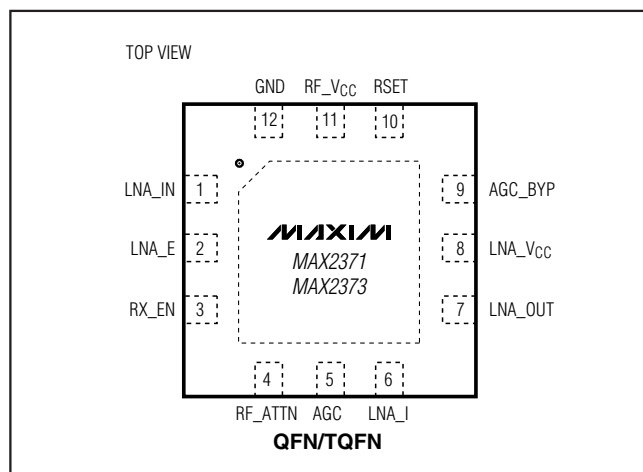 TOP VIEW
GND RF_VCC RSET
12 11 10
LNA_IN 1 9 AGC_BYP
MAXIM
LNA_E 2 MAX2371 8 LNA_VCC
MAX2373
RX_EN 3 7 LNA_OUT
4 5 6
RF_ATTN AGC LNA_I
QFN/TQFN